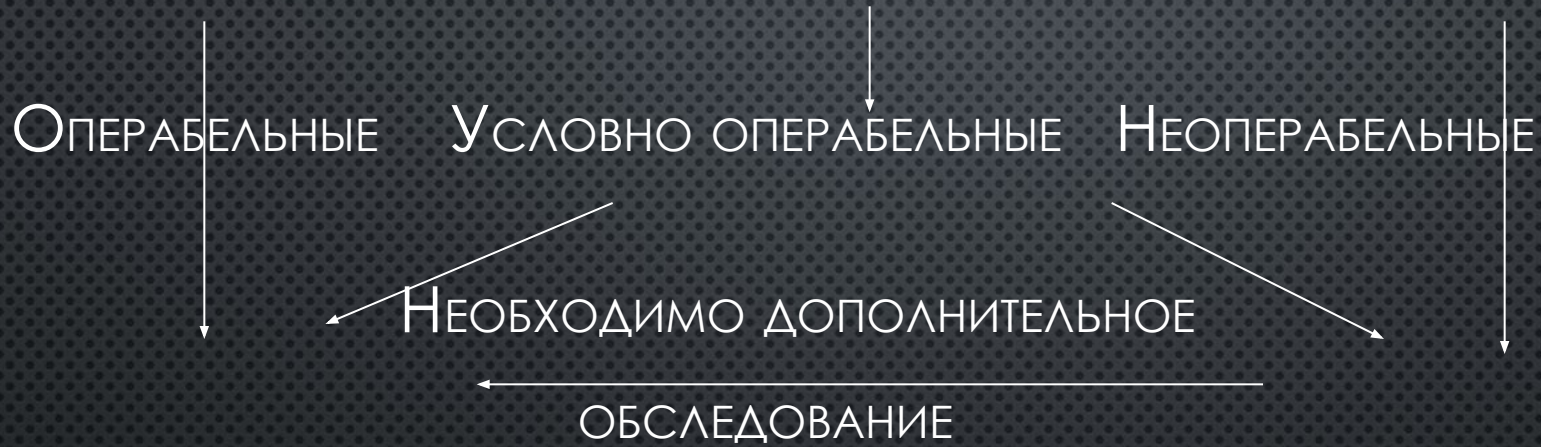 Операбельные Условно операбельные Неоперабельные
Необходимо дополнительное
обследование